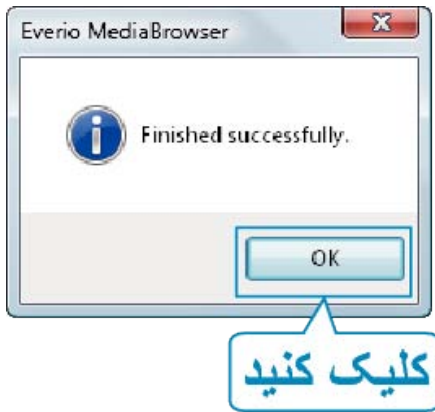 Everio MediaBrowser
Finished successfully.
OK
کلیک کنید